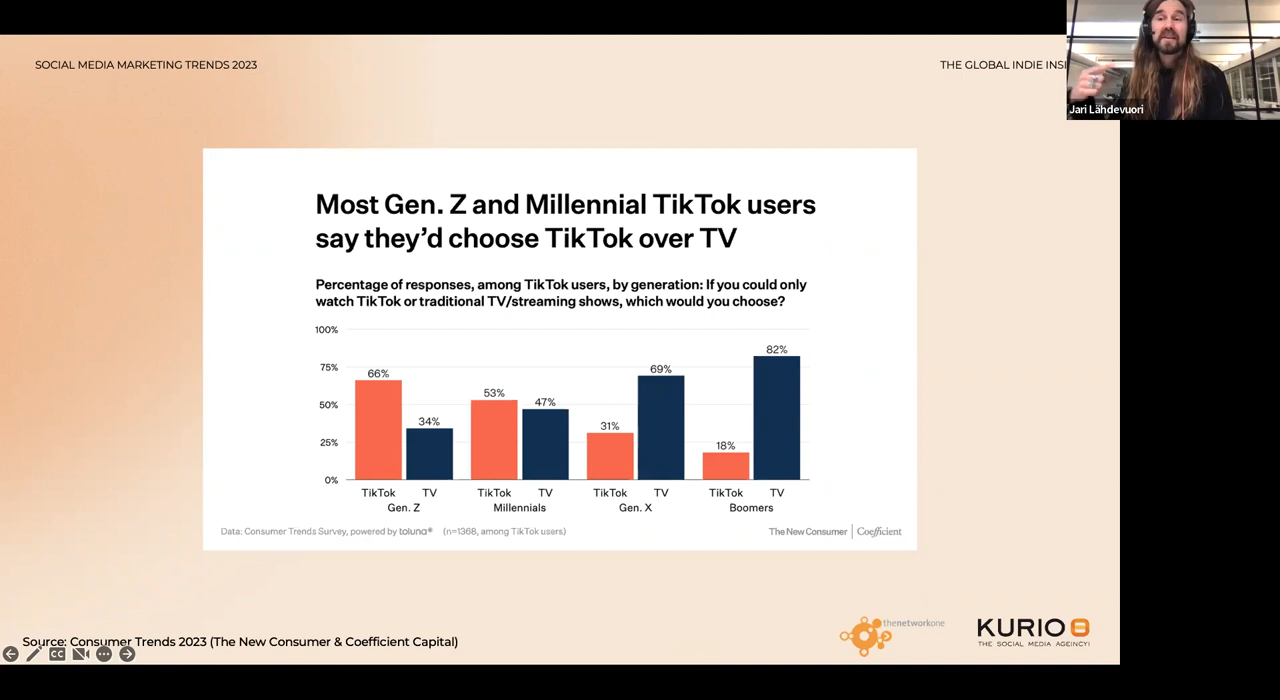 SOCIAL MEDIA MARKETING TRENDS 2023
THE GLOBAL INDIE INSI
Jari Lähdevuori
Most Gen. Z and Millennial TikTok users
say they’d choose TikTok over TV
Percentage of responses, among TikTok users, by generation: If you could only
watch TikTok or traditional TV/streaming shows, which would you choose?
100%
75%
50%
25%
0%
66%
34%
53%
47%
31%
69%
18%
82%
TikTok TV TikTok TV TikTok TV TikTok TV
Gen. Z Millennials Gen. X Boomers
Data: Consumer Trends Survey, powered by toluna* (n=1368, among TikTok users)
The New Consumer | Coefficient
Source: Consumer Trends 2023 (The New Consumer & Coefficient Capital)
CC
thenetworkone
KURIO
THE SOCIAL MEDIA AGENCY!